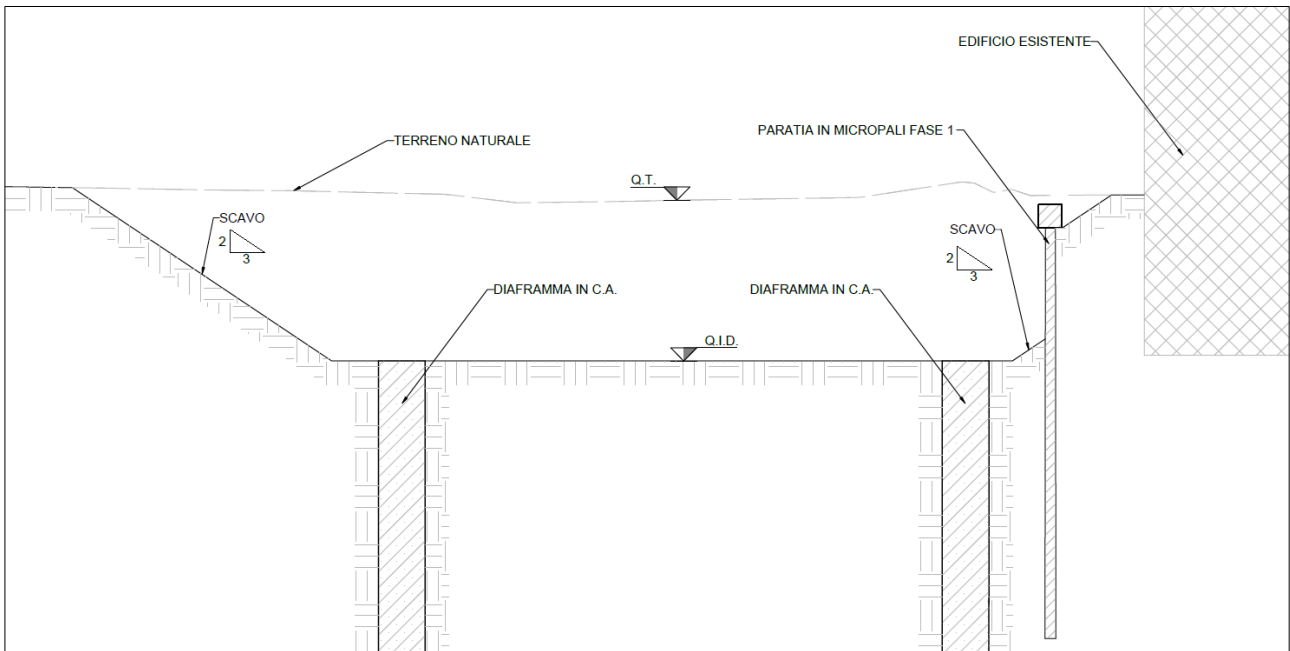 EDIFICIO ESISTENTE
PARATIA IN MICROPALI FASE 1
TERRENO NATURALE
Q.T.
SCAVO
2
3
SCAVO
2
3
DIAFRAMMA IN C.A.
DIAFRAMMA IN C.A.
Q.I.D.